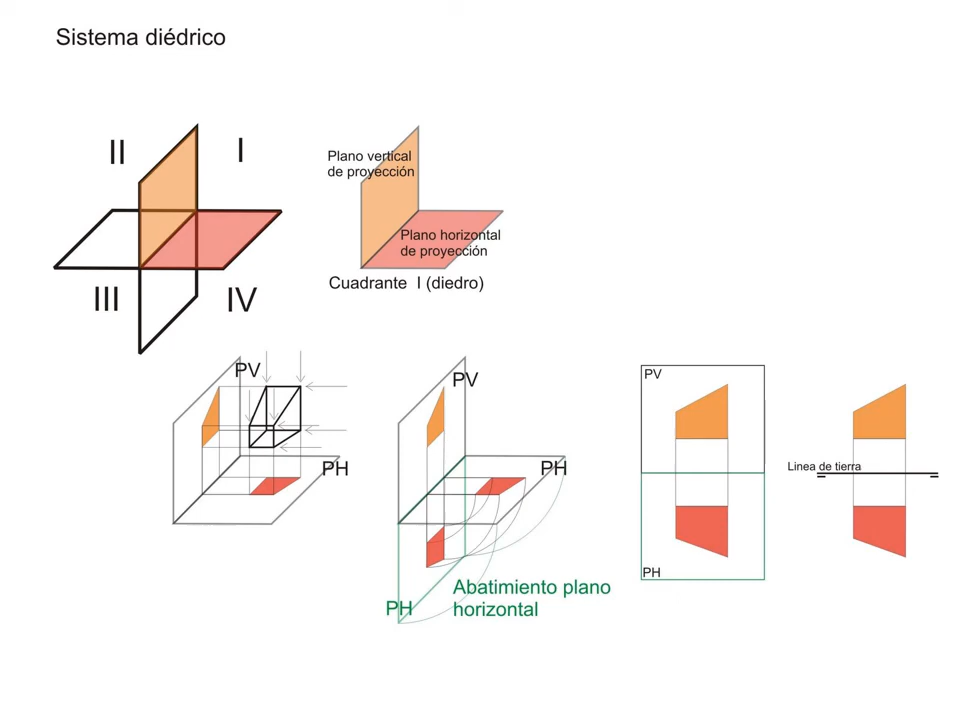 Sistema diédrico
II
I
Plano vertical
de proyección
Plano horizontal
de proyección
Cuadrante I (diedro)
III
IV
PV
PH
PV
PH
Abatimiento plano
horizontal
PH
PV
PH
Linea de tierra